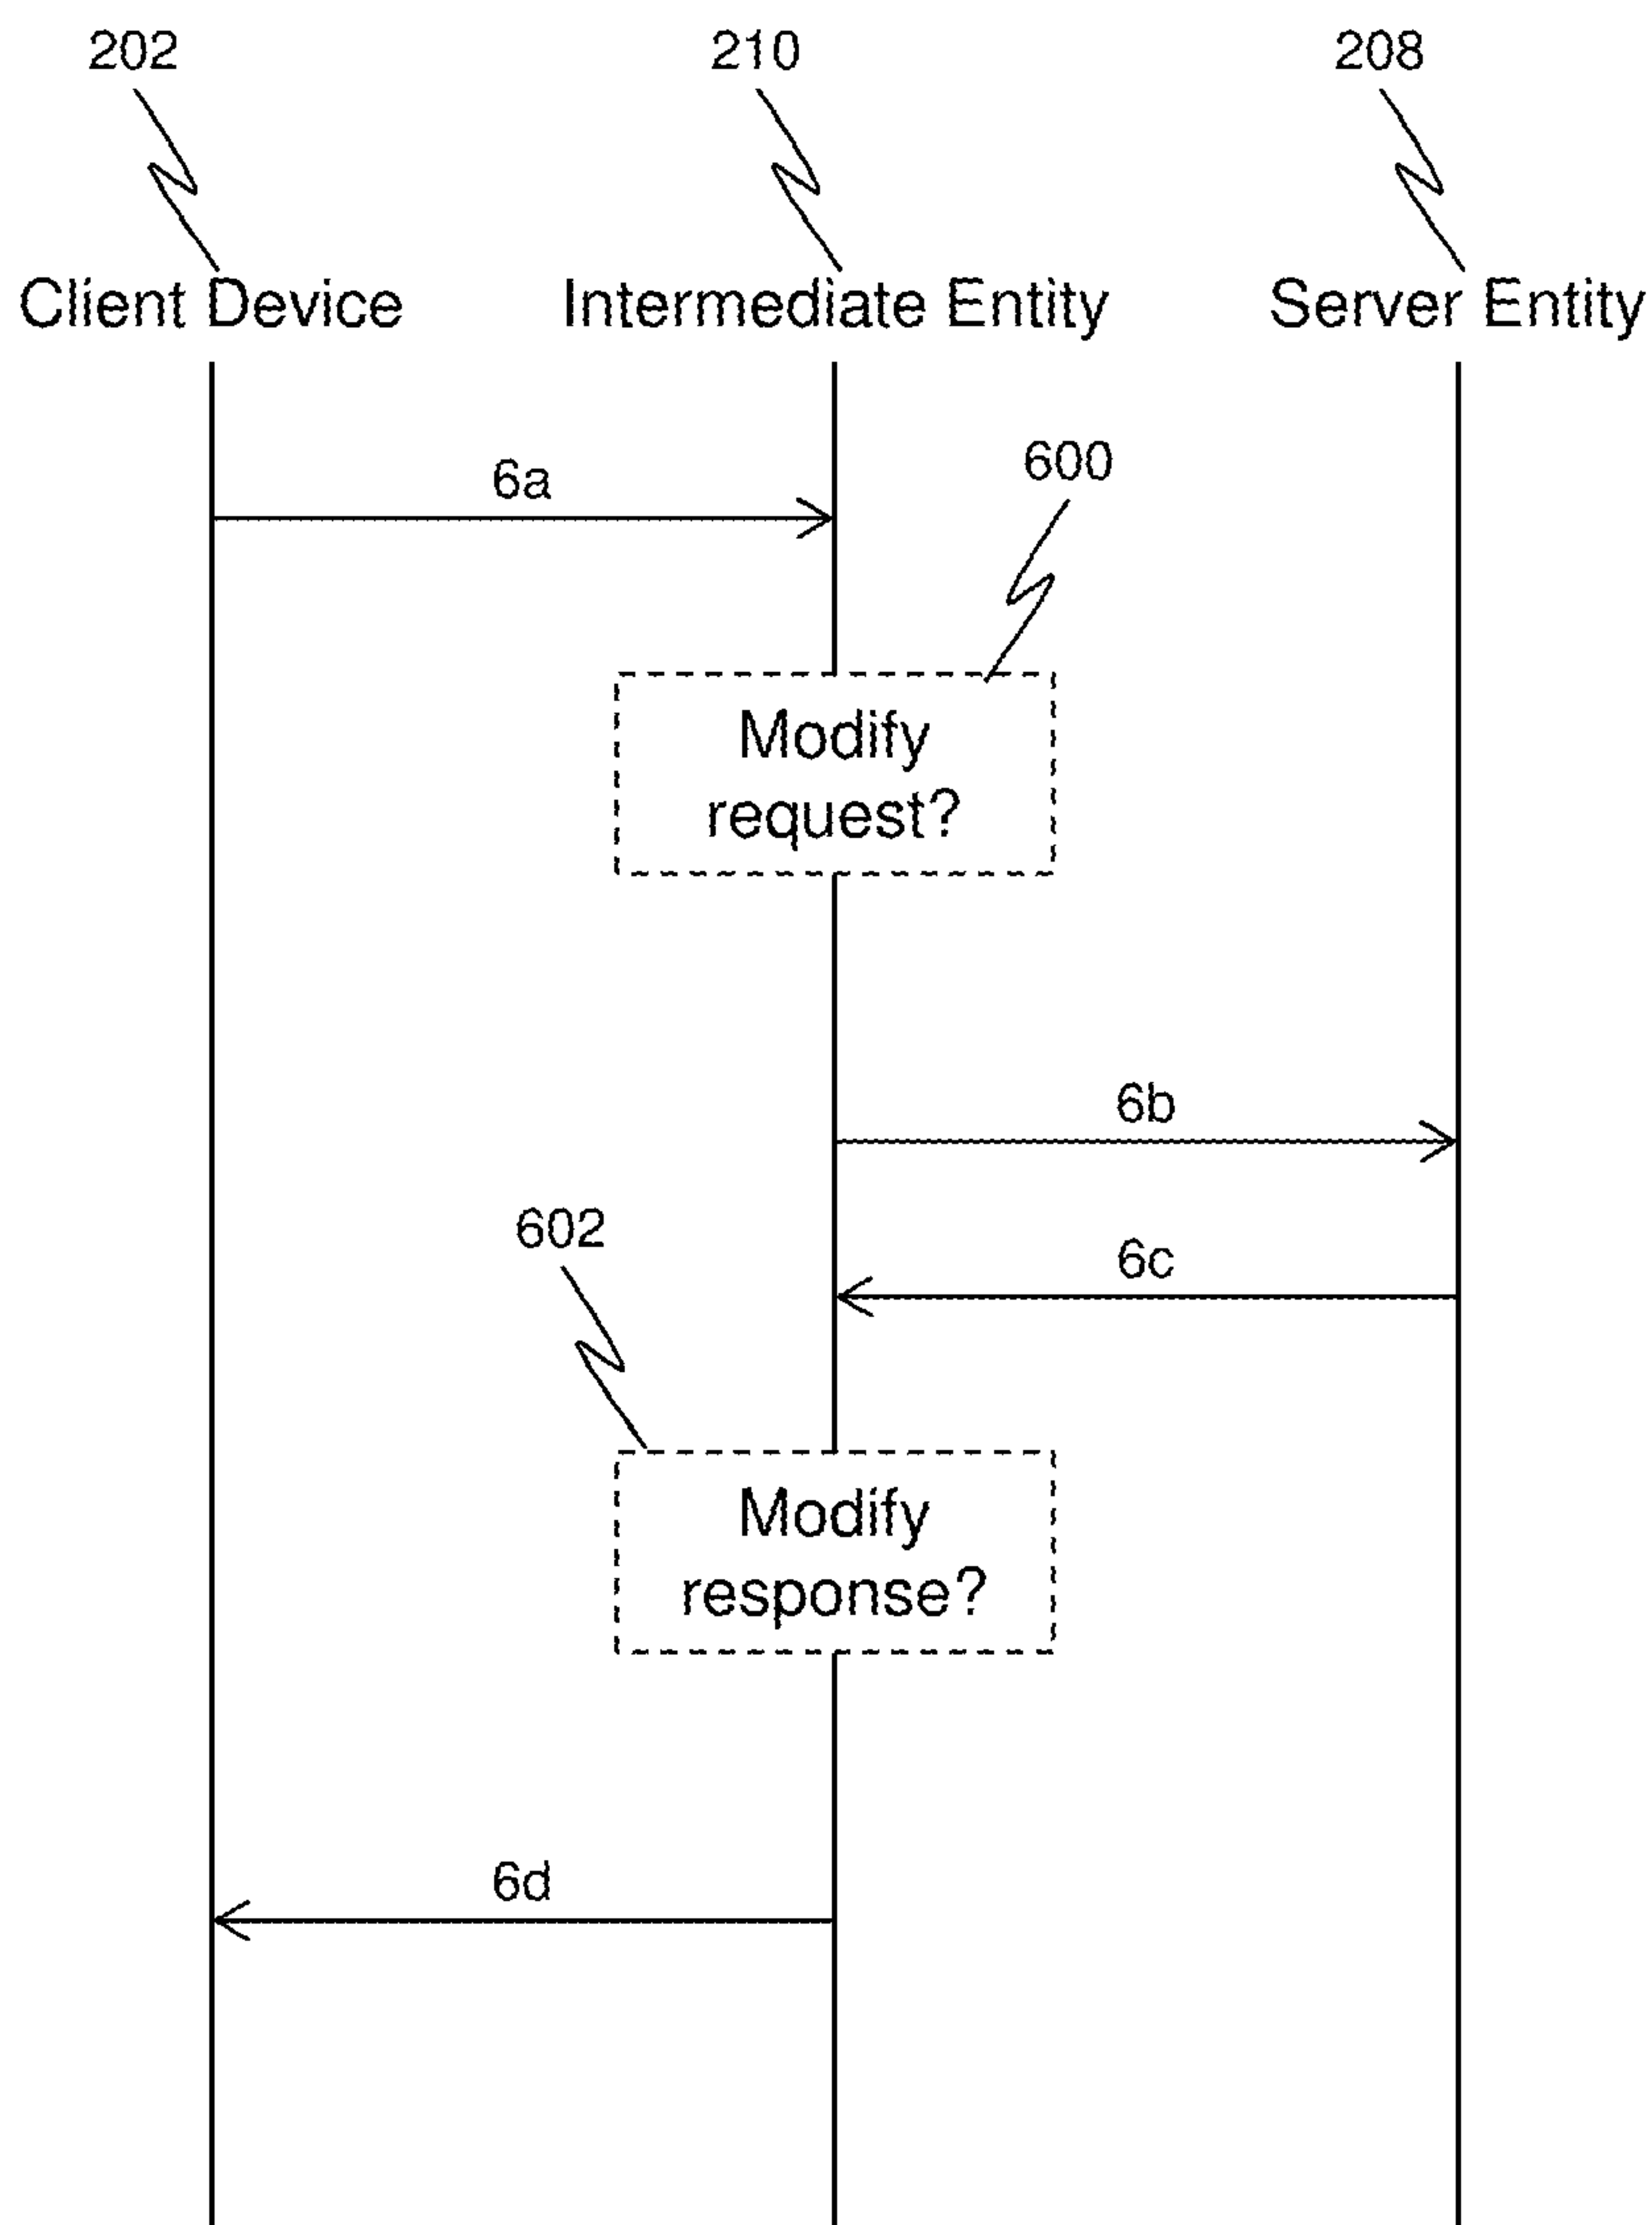 202
210
208
Client Device
Intermediate Entity
Server Entity
600
6a
Modify
request?
6b
602
6c
Modify
response?
6d